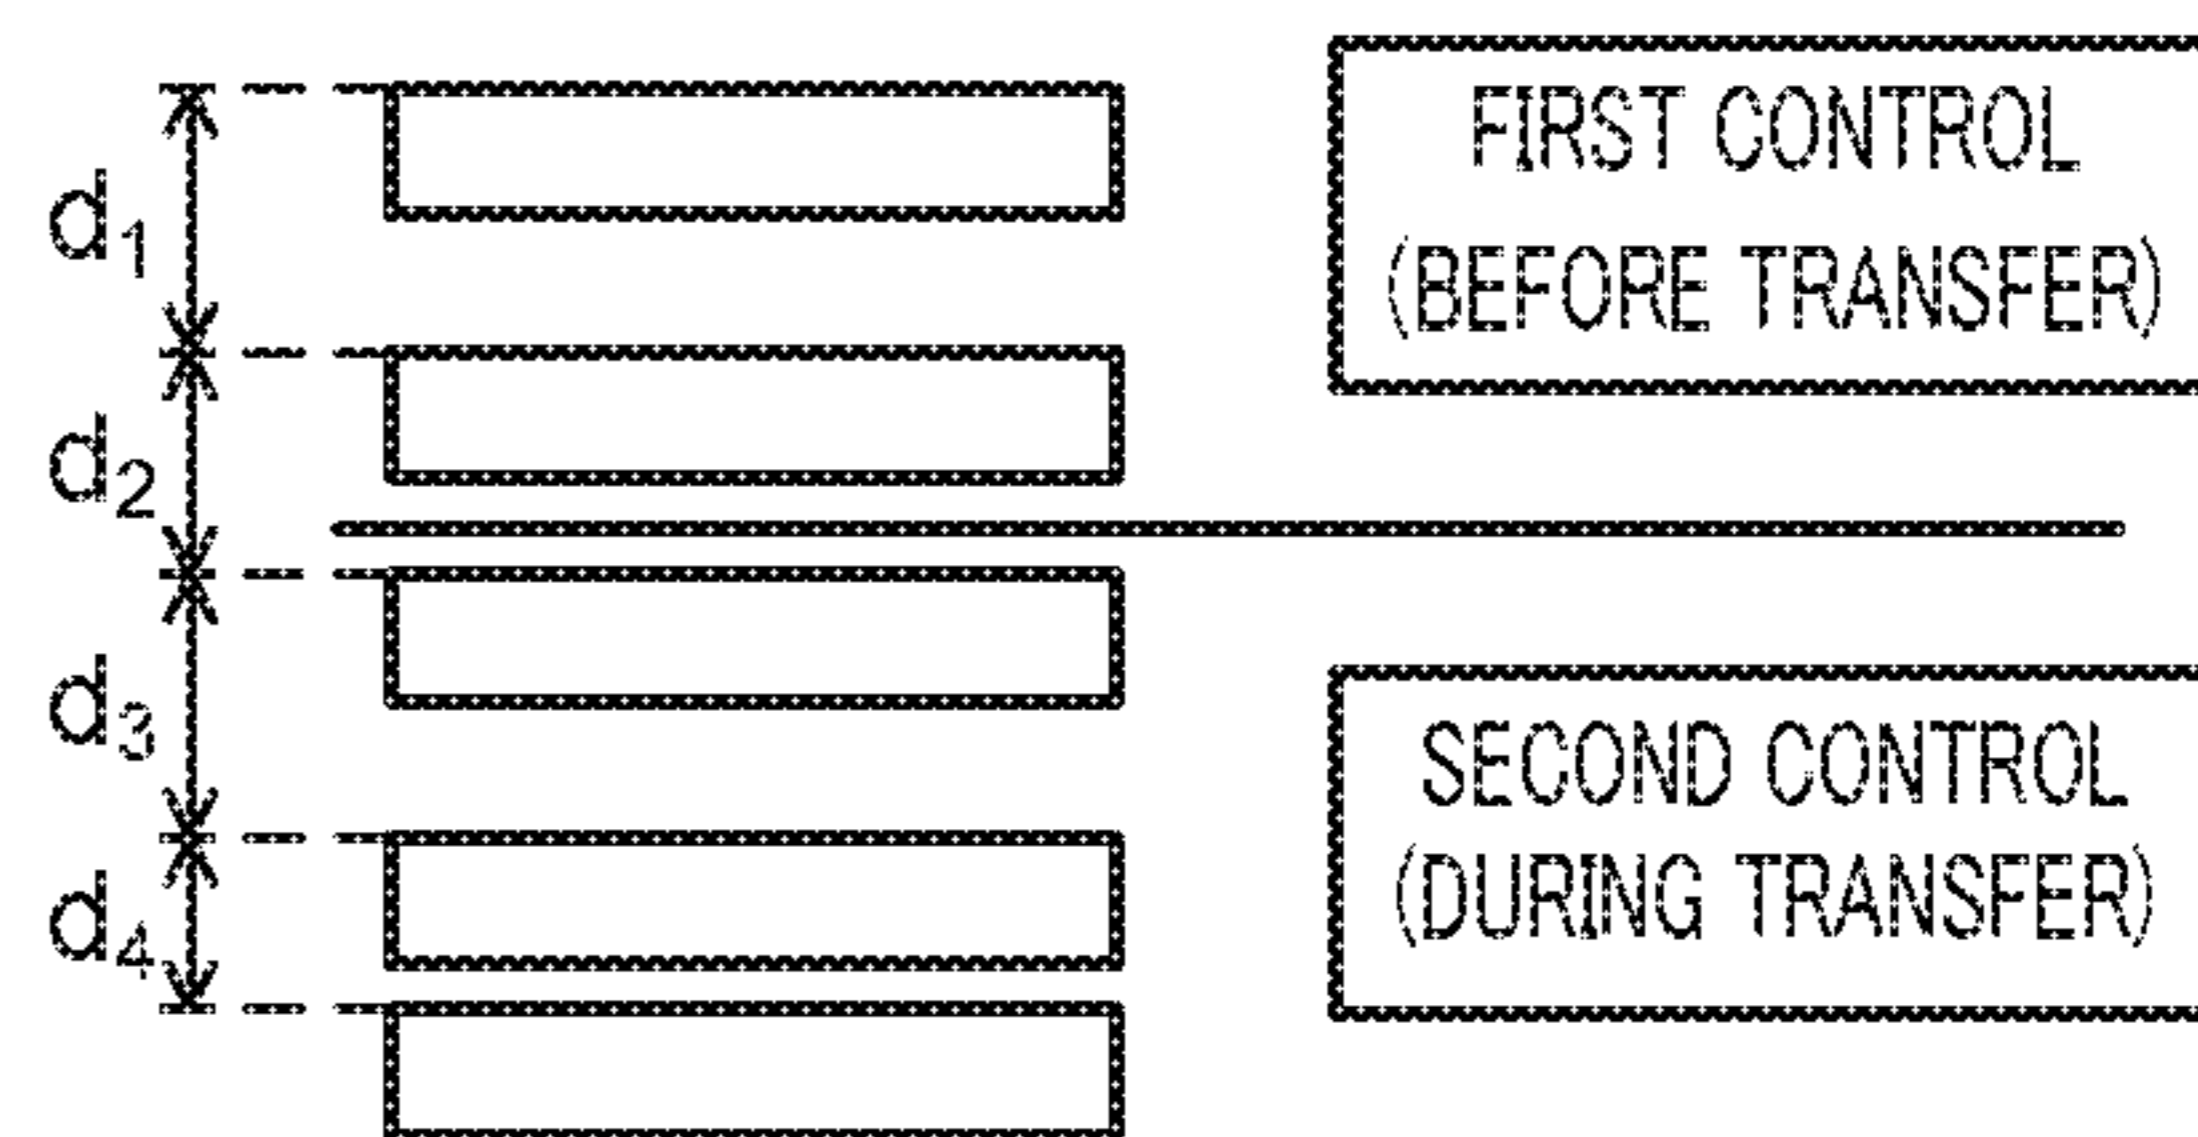 d1
FIRST CONTROL
(BEFORE TRANSFER)
d2
d3
SECOND CONTROL
(DURING TRANSFER)
d4